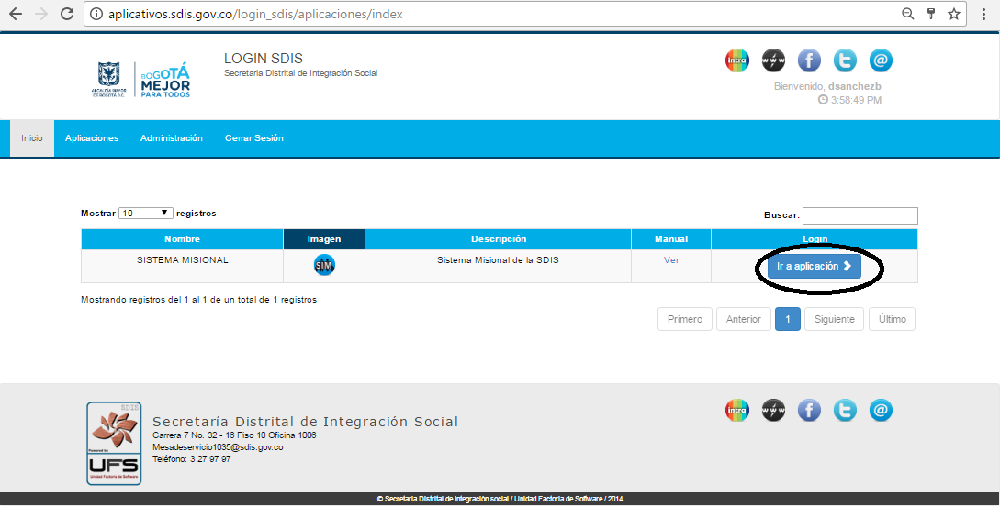 aplicativos.sdis.gov.co/login_sdis/aplicaciones/index
ALCALDÍA MAYOR
DE BOGOTÁ D.C.
BOGOTÁ
MEJOR
PARA TODOS
LOGIN SDIS
Secretaria Distrital de Integración Social
intra
www
f
t
@
Bienvenido, dsanchezb
3:58:49 PM
Inicio Aplicaciones Administración Cerrar Sesión
Mostrar 10 registros
Buscar:
Nombre Imagen Descripción Manual Login
SISTEMA MISIONAL SIM Sistema Misional de la SDIS Ver Ir a aplicación
Mostrando registros del 1 al 1 de un total de 1 registros
Primero Anterior 1 Siguiente Último
SDIS
Powered by
UFS
Unidad Factoría de Software
Secretaría Distrital de Integración Social
Carrera 7 No. 32 - 16 Piso 10 Oficina 1006
Mesadeservicio1035@sdis.gov.co
Teléfono: 3 27 97 97
intra
www
f
t
@
© Secretaría Distrital de Integración social / Unidad Factoría de Software / 2014